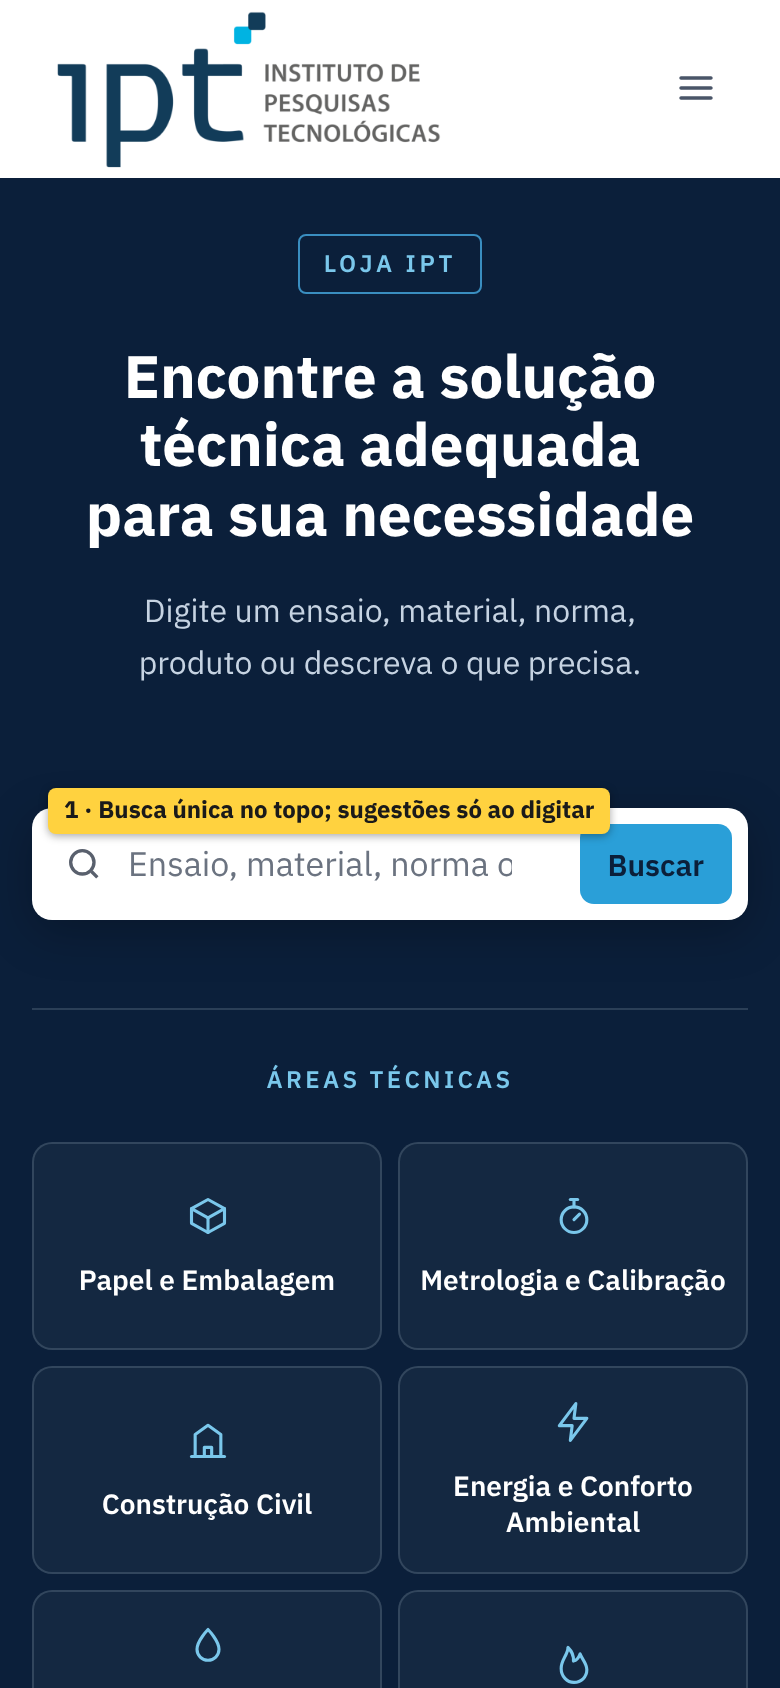 ipt
INSTITUTO DE
PESQUISAS
TECNOLÓGICAS
LOJA IPT
Encontre a solução
técnica adequada
para sua necessidade
Digite um ensaio, material, norma,
produto ou descreva o que precisa.
1 · Busca única no topo; sugestões só ao digitar
Ensaio, material, norma o
Buscar
ÁREAS TÉCNICAS
Papel e Embalagem
Metrologia e Calibração
Construção Civil
Energia e Conforto
Ambiental